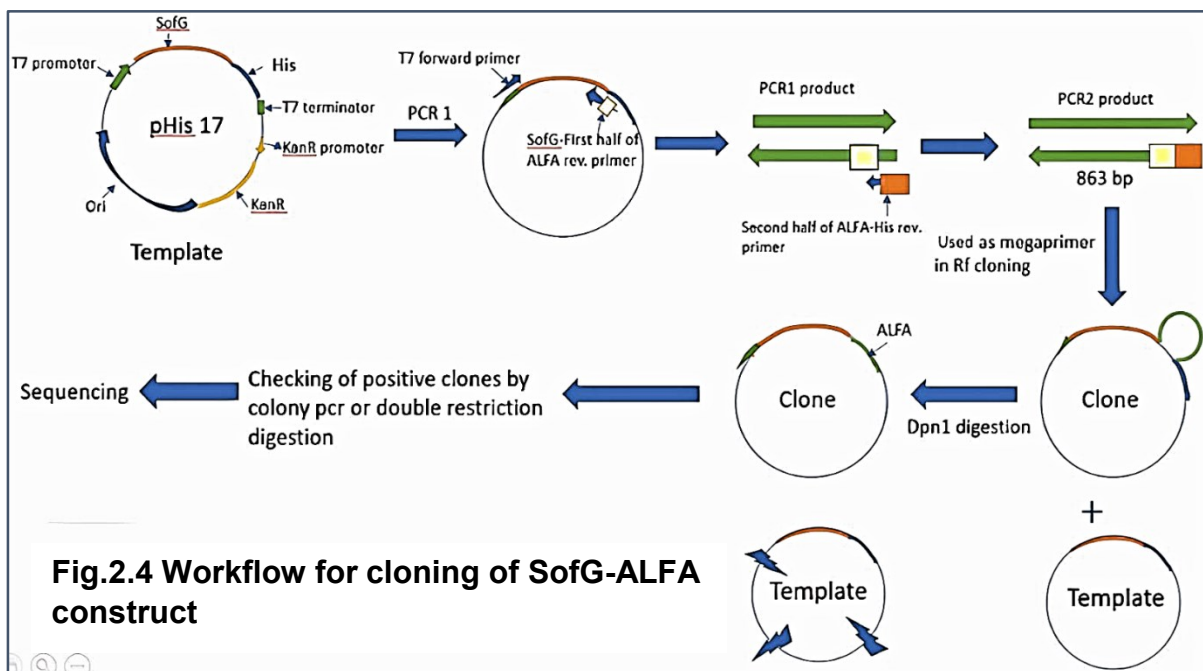 SofG
T7 promoter
His
T7 terminator
pHis 17
KanR promoter
KanR
Ori
Template
PCR 1
T7 forward primer
SofG-First half of
ALFA rev. primer
PCR1 product
Second half of ALFA-His rev.
primer
PCR2 product
863 bp
Used as megaprimer
in Rf cloning
Clone
+
Template
Dpn1 digestion
ALFA
Clone
Template
Checking of positive clones by
colony pcr or double restriction
digestion
Sequencing
Fig.2.4 Workflow for cloning of SofG-ALFA
construct